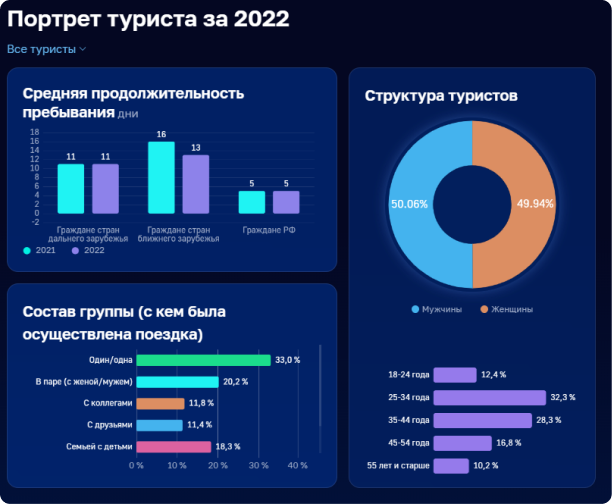 Портрет туриста за 2022
Все туристы
Средняя продолжительность
пребывания дни
18
16
14
12
10
8
6
4
2
0
-2
11
11
16
13
5
5
Граждане стран
дальнего зарубежья
Граждане стран
ближнего зарубежья
Граждане РФ
2021
2022
Состав группы (с кем была
осуществлена поездка)
Один/одна
33,0 %
В паре (с женой/мужем)
20,2 %
С коллегами
11,8 %
С друзьями
11,4 %
Семьей с детьми
18,3 %
0 %
10 %
20 %
30 %
40 %
Структура туристов
50.06%
49.94%
Мужчины
Женщины
18-24 года
12,4 %
25-34 года
32,3 %
35-44 года
28,3 %
45-54 года
16,8 %
55 лет и старше
10,2 %